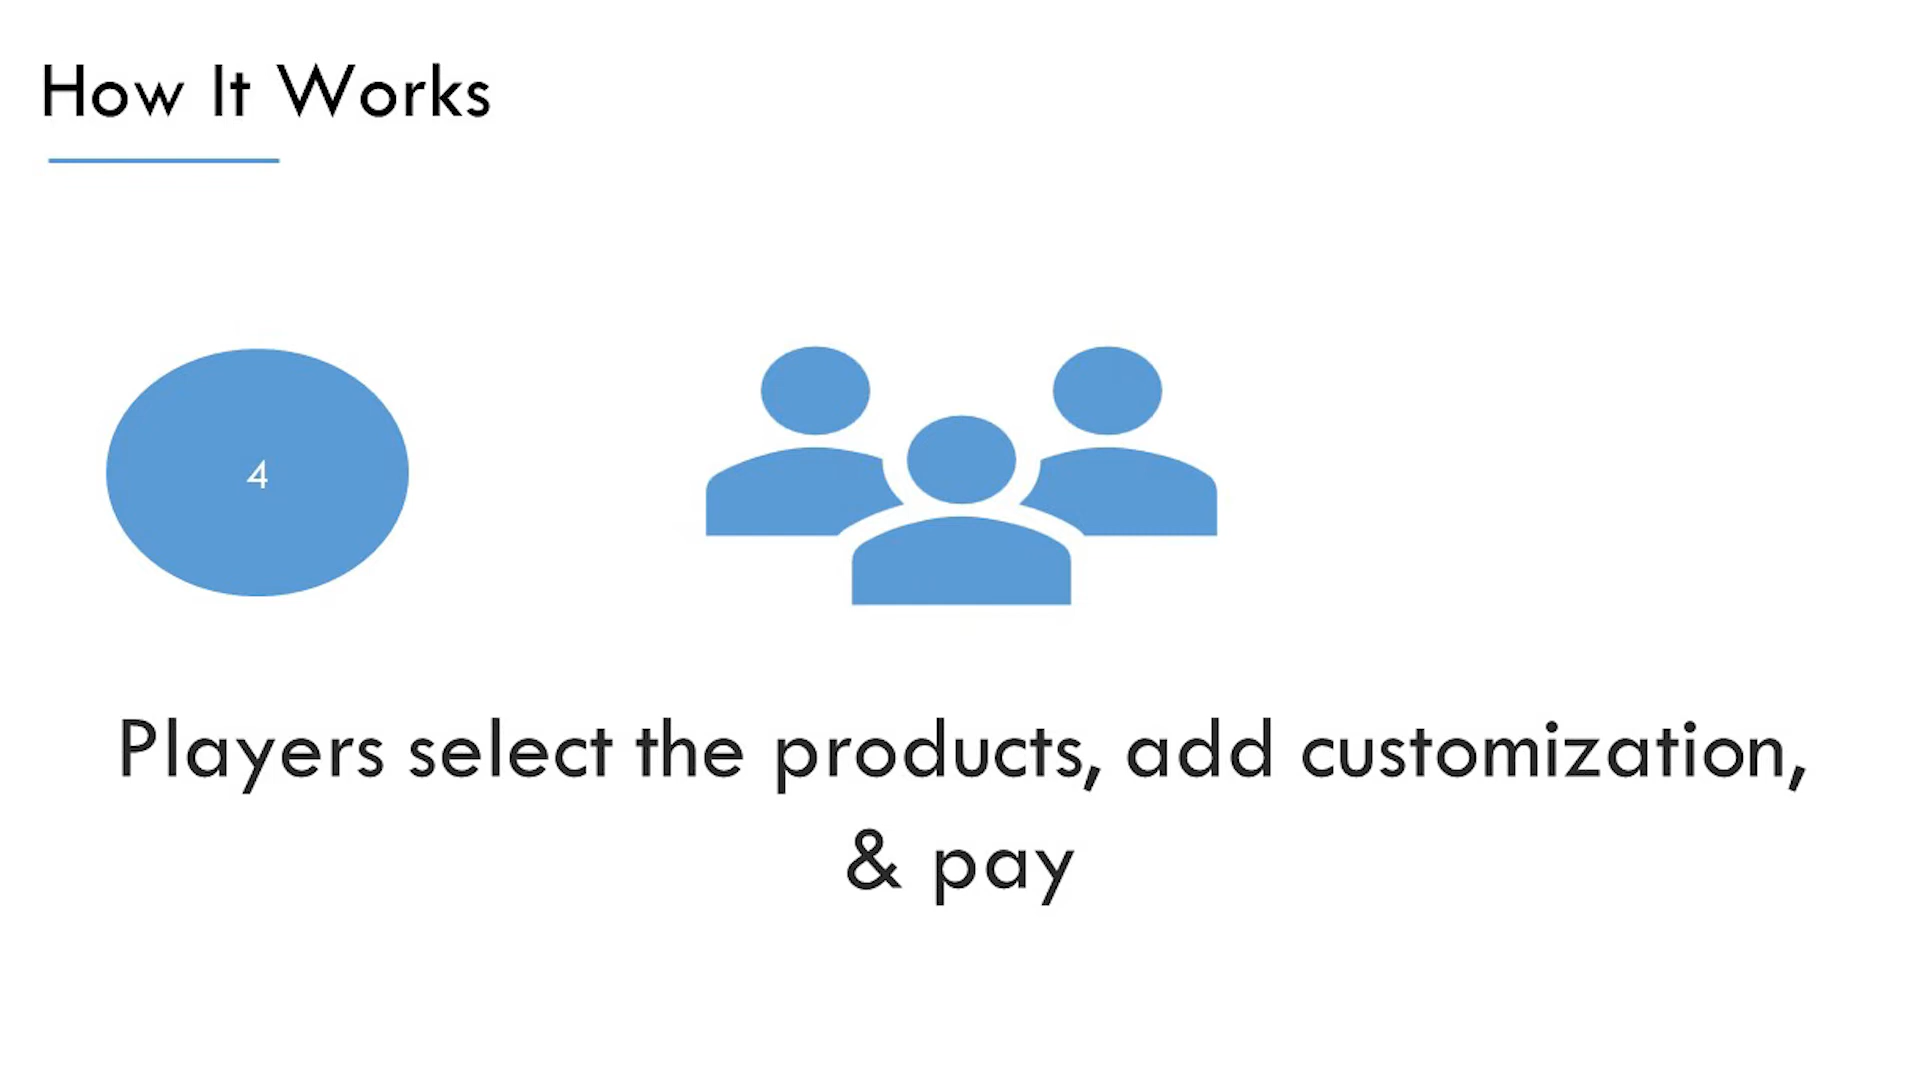 How It Works
4
Players select the products, add customization,
& pay